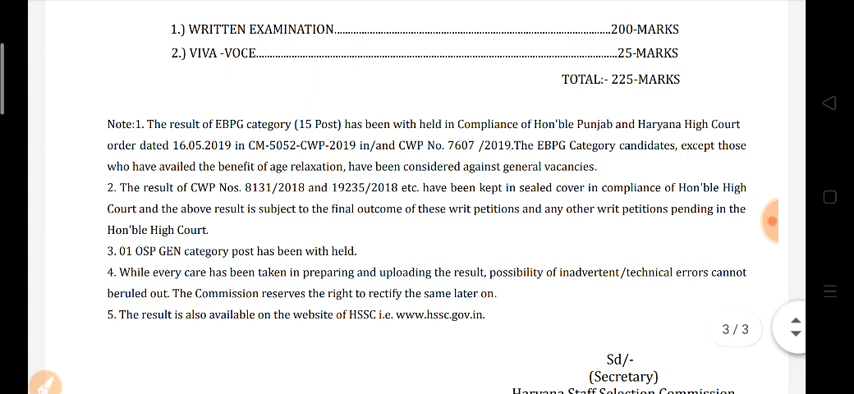 1.) WRITTEN EXAMINATION...............................................................................................200-MARKS
2.) VIVA -VOCE..............................................................................................................................25-MARKS
TOTAL:- 225-MARKS
Note:1. The result of EBPG category (15 Post) has been with held in Compliance of Hon'ble Punjab and Haryana High Court
order dated 16.05.2019 in CM-5052-CWP-2019 in/and CWP No. 7607 /2019.The EBPG Category candidates, except those
who have availed the benefit of age relaxation, have been considered against general vacancies.
2. The result of CWP Nos. 8131/2018 and 19235/2018 etc. have been kept in sealed cover in compliance of Hon'ble High
Court and the above result is subject to the final outcome of these writ petitions and any other writ petitions pending in the
Hon'ble High Court.
3. 01 OSP GEN category post has been with held.
4. While every care has been taken in preparing and uploading the result, possibility of inadvertent/technical errors cannot
beruled out. The Commission reserves the right to rectify the same later on.
5. The result is also available on the website of HSSC i.e. www.hssc.gov.in.
3 / 3
Sd/-
(Secretary)
Haryana Staff Selection Commission